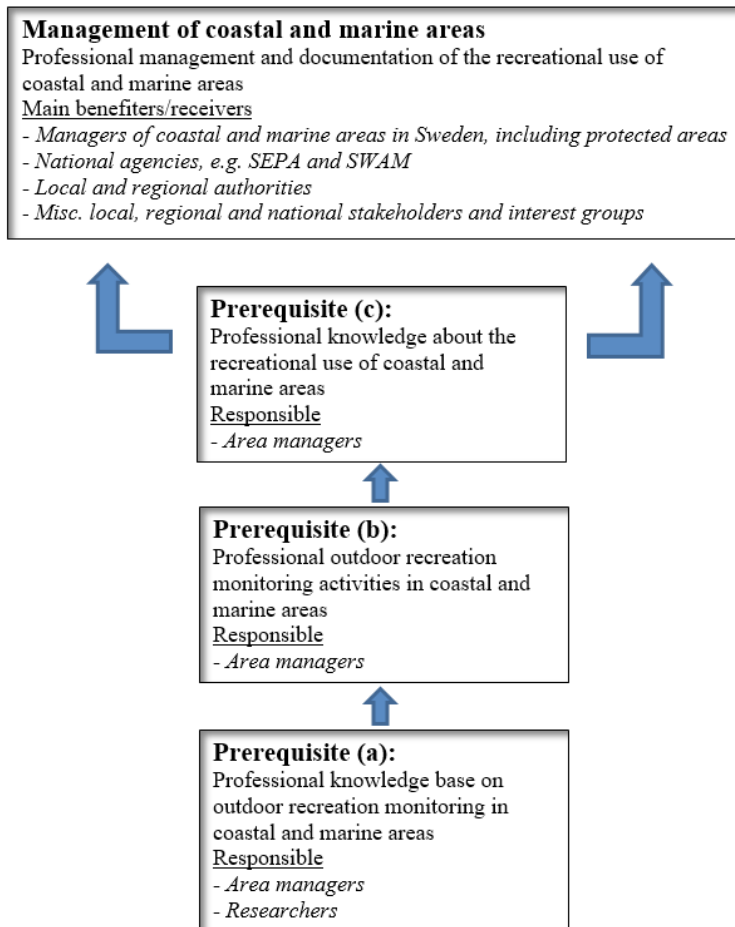 Management of coastal and marine areas
Professional management and documentation of the recreational use of
coastal and marine areas
Main benefiters/receivers
- Managers of coastal and marine areas in Sweden, including protected areas
- National agencies, e.g. SEPA and SWAM
- Local and regional authorities
- Misc. local, regional and national stakeholders and interest groups
Prerequisite (c):
Professional knowledge about the
recreational use of coastal and
marine areas
Responsible
- Area managers
Prerequisite (b):
Professional outdoor recreation
monitoring activities in coastal and
marine areas
Responsible
- Area managers
Prerequisite (a):
Professional knowledge base on
outdoor recreation monitoring in
coastal and marine areas
Responsible
- Area managers
- Researchers